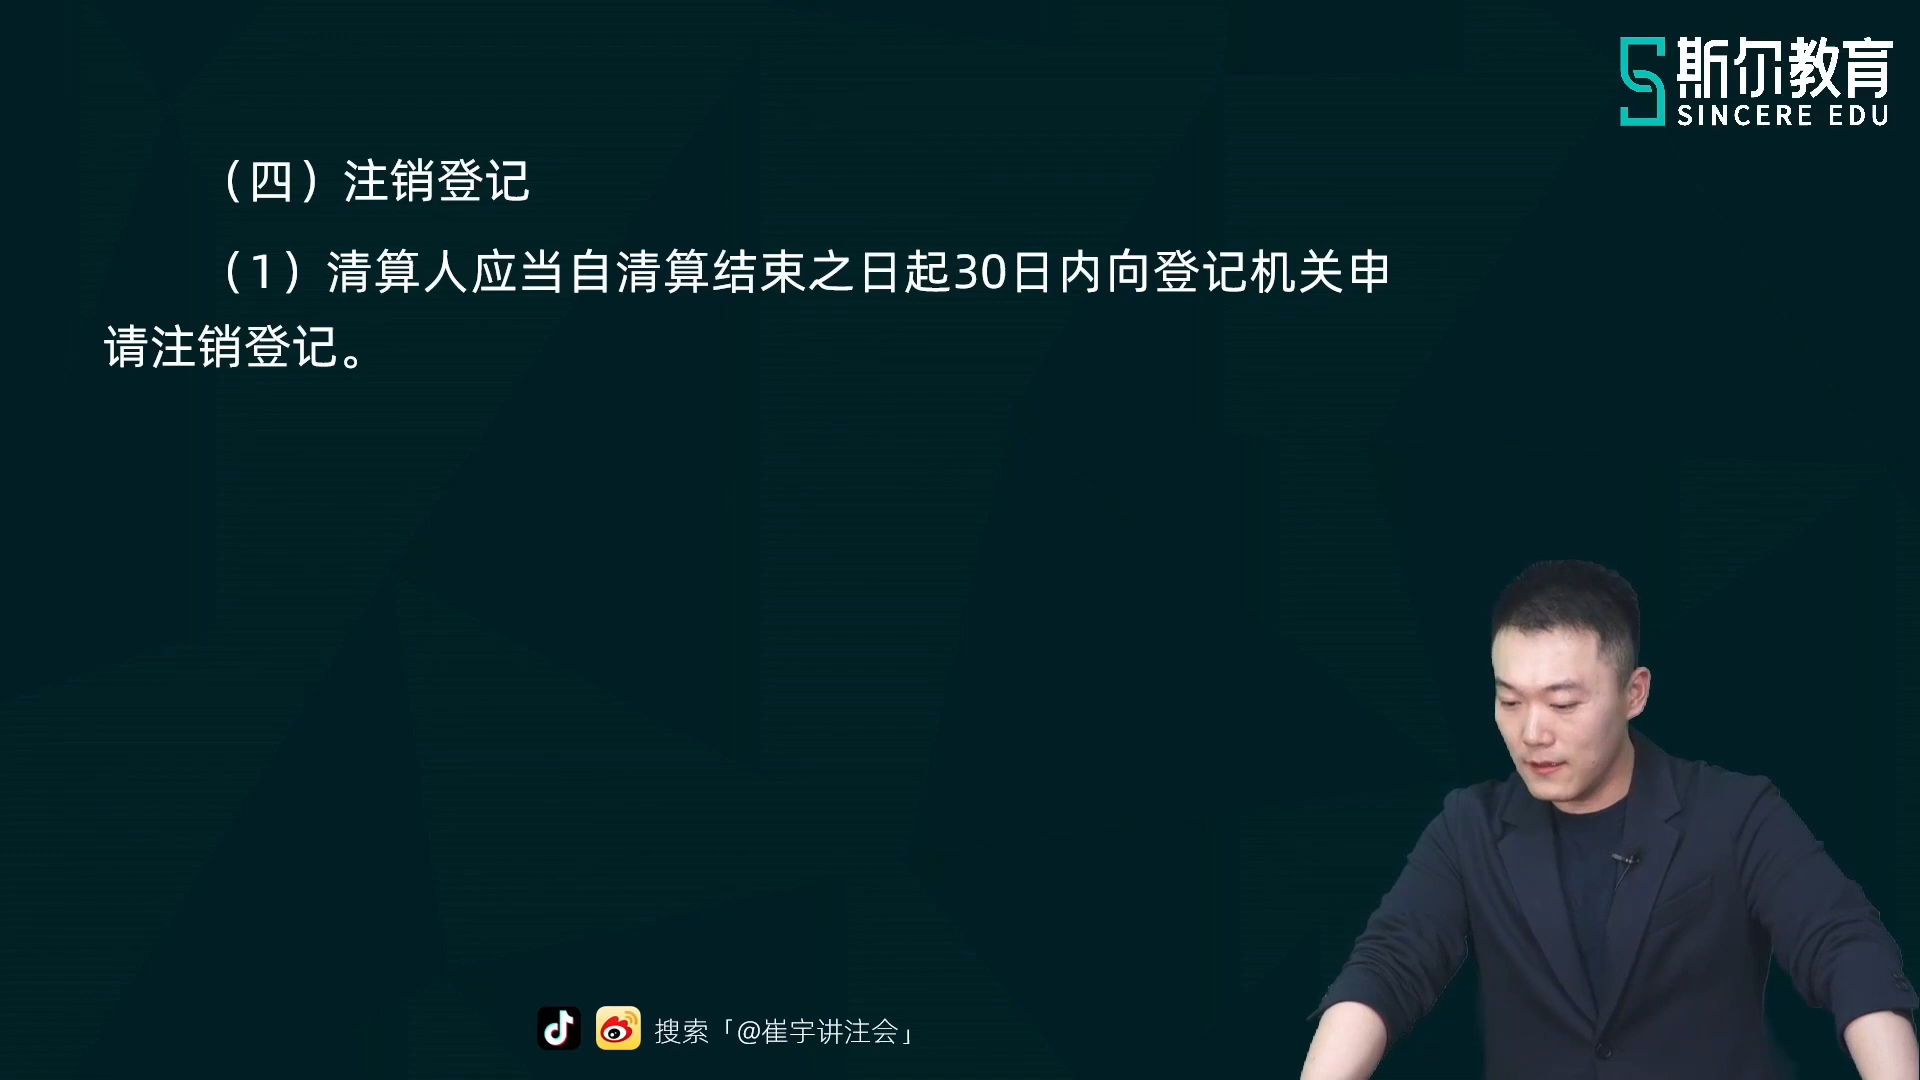 斯尔教育
SINCERE EDU
（四）注销登记
（1）清算人应当自清算结束之日起30日内向登记机关申
请注销登记。
搜索「@崔宇讲注会」